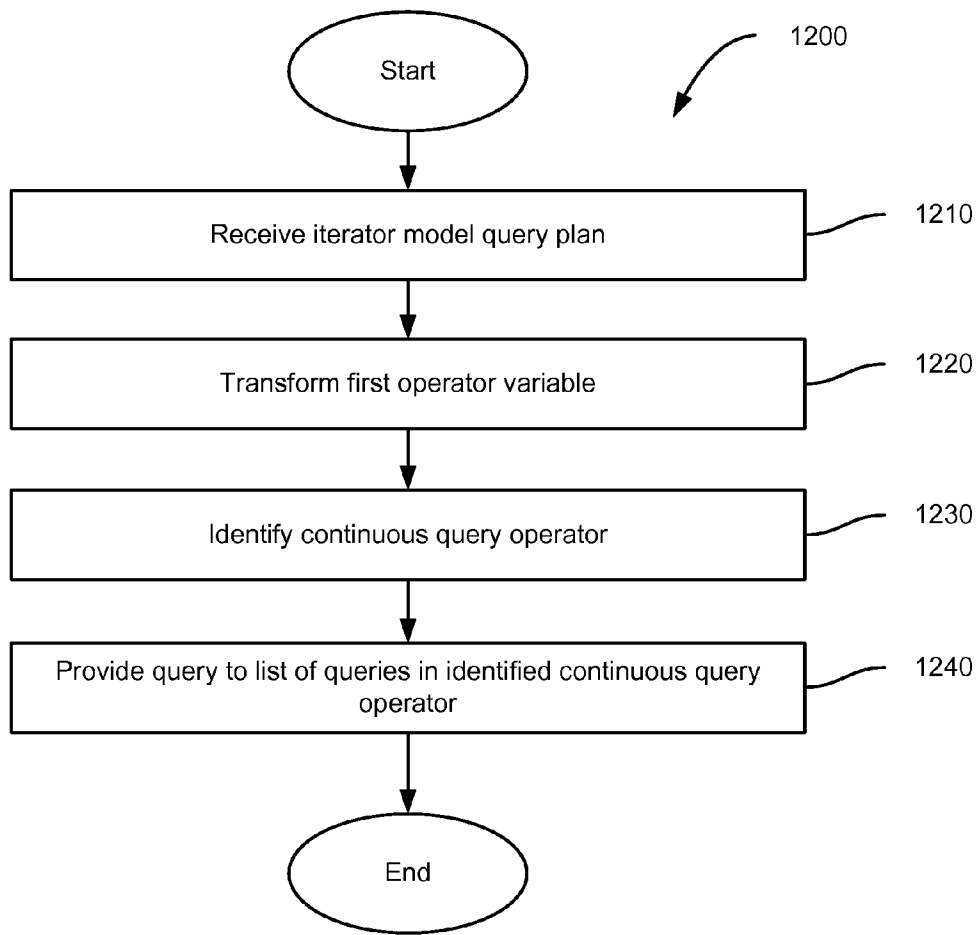 Start
1200
Receive iterator model query plan
1210
Transform first operator variable
1220
Identify continuous query operator
1230
Provide query to list of queries in identified continuous query
operator
1240
End